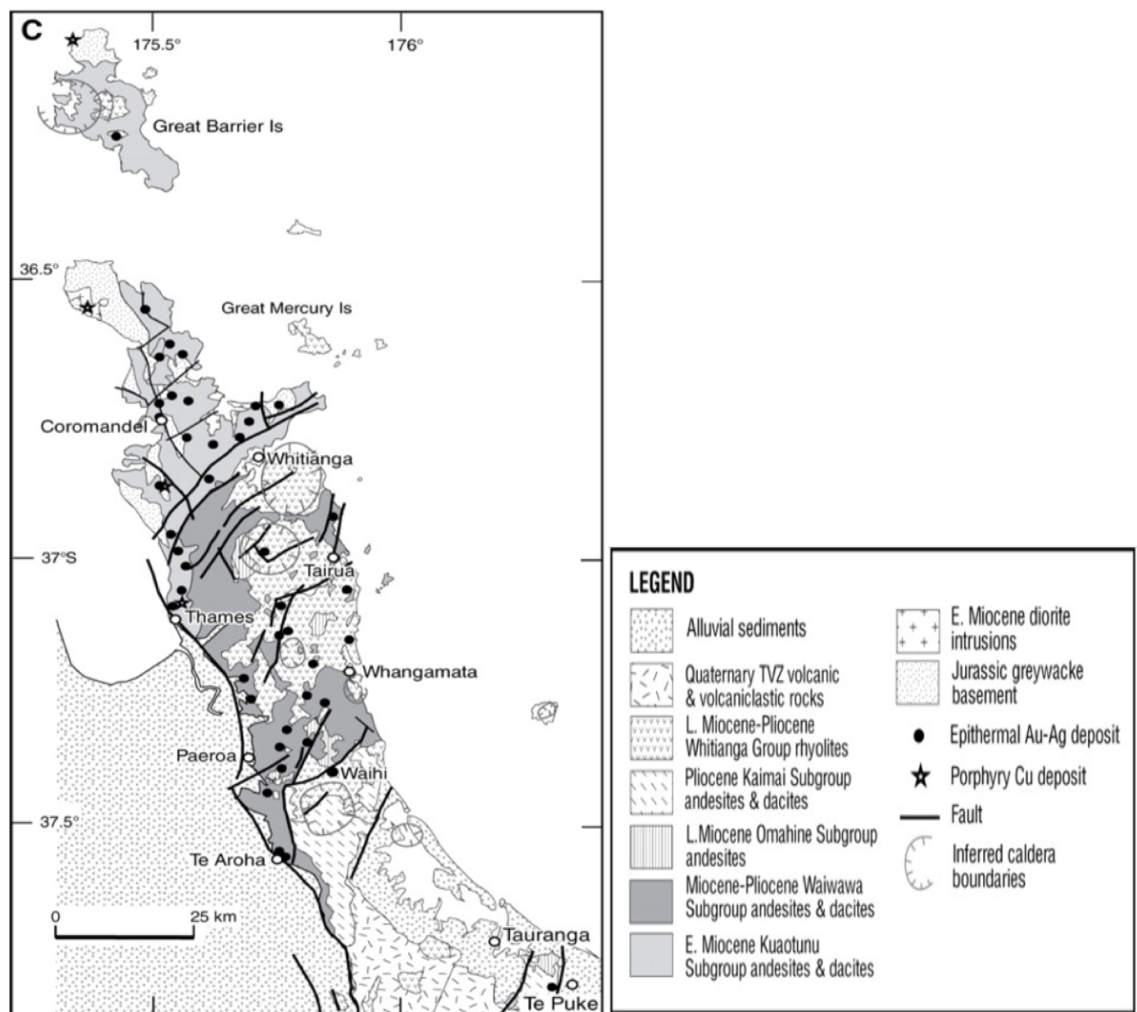 C
175.5°
176°
Great Barrier Is
36.5°
Great Mercury Is
Coromandel
Whitianga
37°S
Tairua
Thames
Whangamata
Paeroa
Waihi
37.5°
Te Aroha
0 25 km
Tauranga
Te Puke
LEGEND
Alluvial sediments
Quaternary TVZ volcanic
& volcaniclastic rocks
L. Miocene-Pliocene
Whitianga Group rhyolites
Pliocene Kaimai Subgroup
andesites & dacites
L.Miocene Omahine Subgroup
andesites
Miocene-Pliocene Waiwawa
Subgroup andesites & dacites
E. Miocene Kuaotunu
Subgroup andesites & dacites
E. Miocene diorite
intrusions
Jurassic greywacke
basement
Epithermal Au-Ag deposit
Porphyry Cu deposit
Fault
Inferred caldera
boundaries